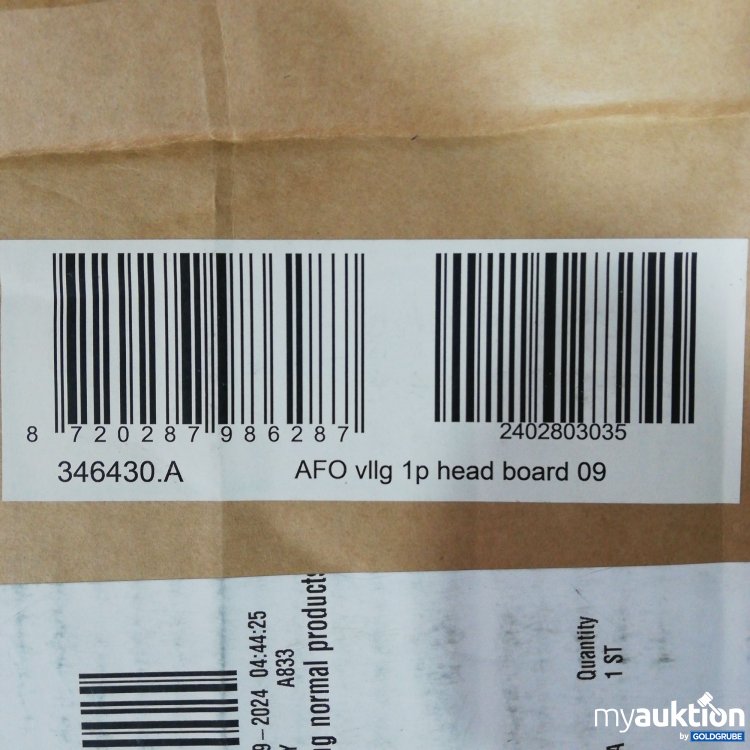 8 720287 986287
2402803035
346430.A
AFO vllg 1p head board 09
9-2024 04:44:25
A833
normal products
Quantity
1 ST
myauktion
by GOLDGRUBE